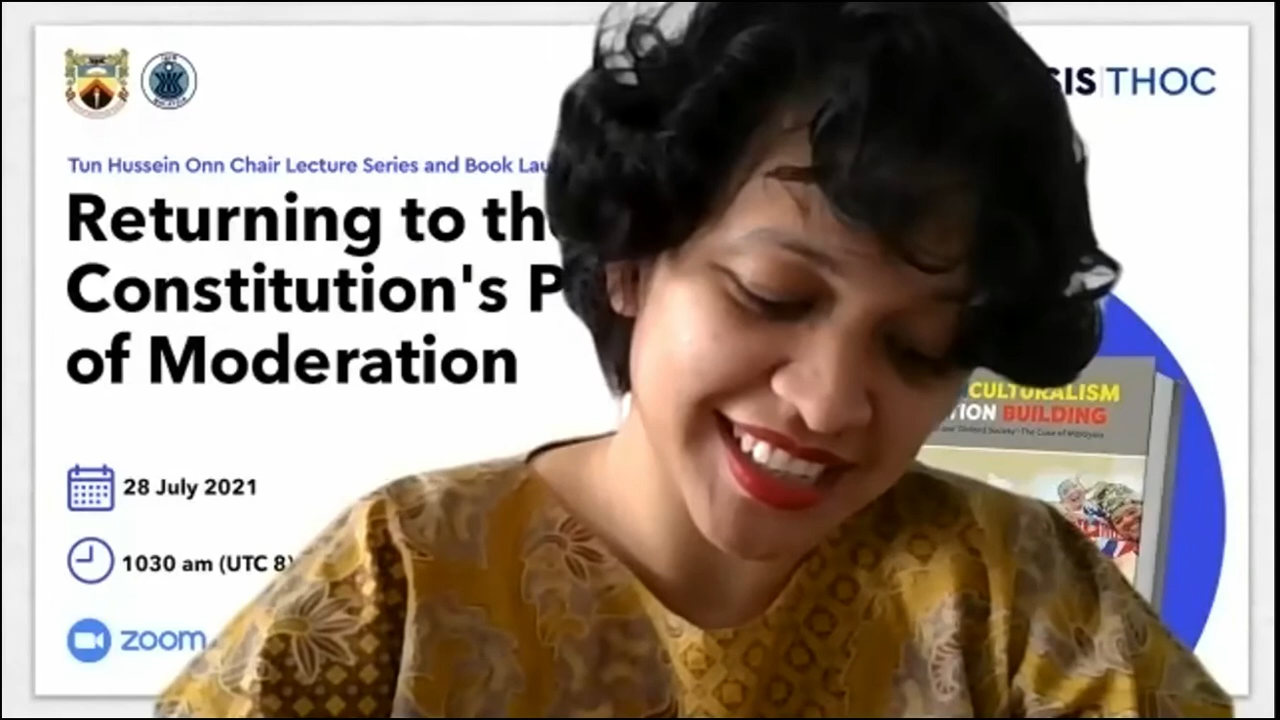 SIS|THOC
Tun Hussein Onn Chair Lecture Series and Book Lau
Returning to th
Constitution's P
of Moderation
CULTURALISM
TION BUILDING
28 July 2021
1030 am (UTC 8)
zoom